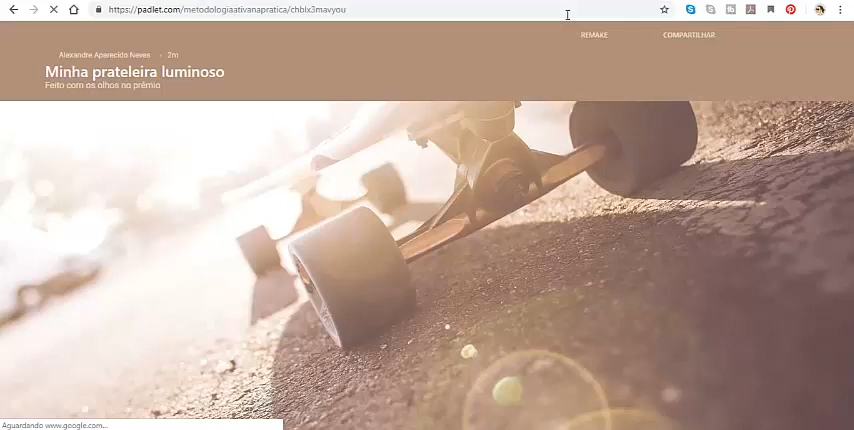 https://padlet.com/metodologiaativanapratica/chblx3mavyou
REMAKE
COMPARTILHAR
Alexandre Aparecido Neves • 2m
Minha prateleira luminoso
Feito com os olhos no prêmio
Aguardando www.google.com...